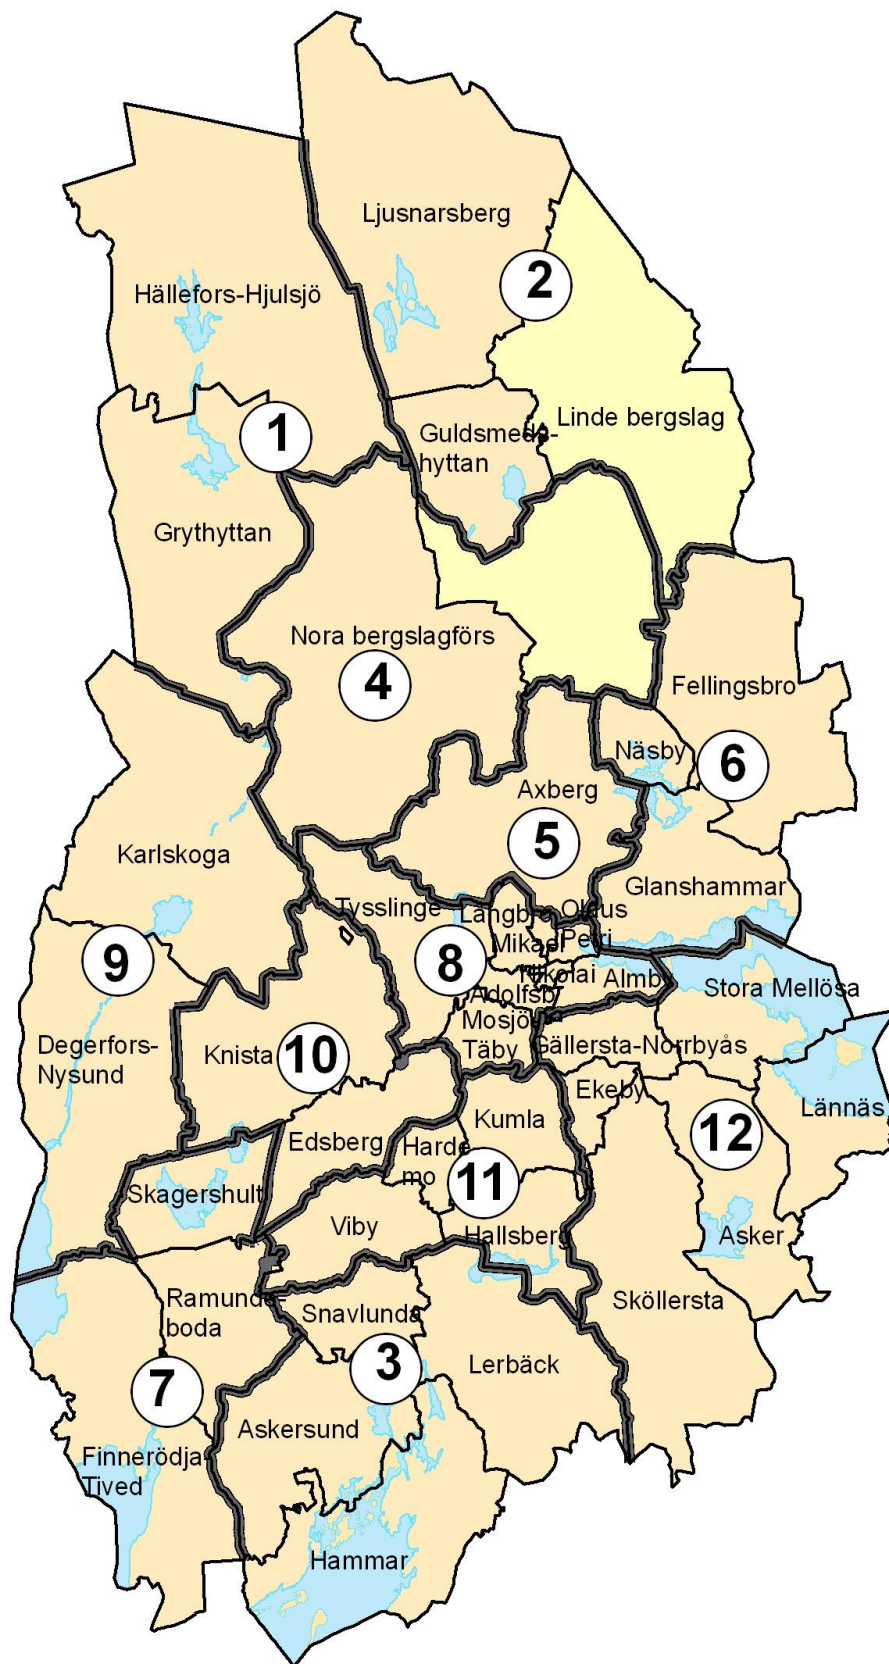 Ljusnarsberg
2
Hällefors-Hjulsjö
Linde bergslag
1
Guldsmeds-
hyttan
Grythyttan
Nora bergslagförs
4
Fellingsbro
Näsby
6
Axberg
5
Karlskoga
Glanshammar
Tysslinge
Längbro
Olaus
Petri
Mikael
9
8
Nikolai
Almby
Stora Mellösa
Adolfsb
Mosjö
Täby
Degerfors-
Nysund
Knista
10
Gällersta-Norrbyås
Ekeby
Lännäs
Edsberg
Harde
mo
Kumla
12
11
Skagershult
Viby
Hallsberg
Asker
Ramunde-
boda
Snavlunda
Sköllersta
3
Lerbäck
7
Askersund
Finnerödja-
Tived
Hammar